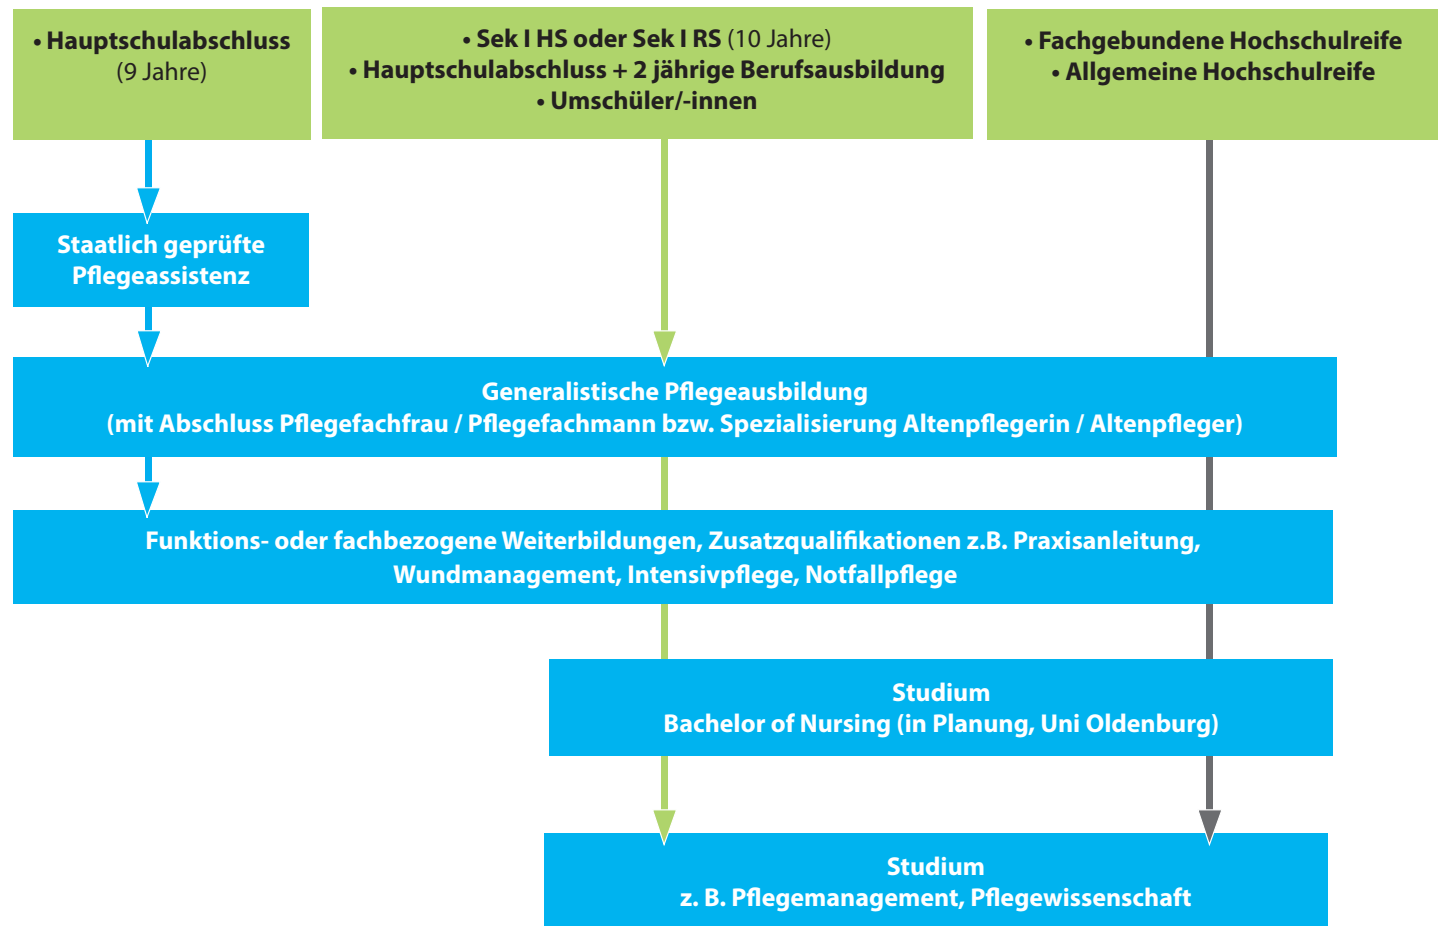 • Hauptschulabschluss
(9 Jahre)
• Sek I HS oder Sek I RS (10 Jahre)
• Hauptschulabschluss + 2 jährige Berufsausbildung
• Umschüler/-innen
• Fachgebundene Hochschulreife
• Allgemeine Hochschulreife
Staatlich geprüfte
Pflegeassistenz
Generalistische Pflegeausbildung
(mit Abschluss Pflegefachfrau / Pflegefachmann bzw. Spezialisierung Altenpflegerin / Altenpfleger)
Funktions- oder fachbezogene Weiterbildungen, Zusatzqualifikationen z.B. Praxisanleitung,
Wundmanagement, Intensivpflege, Notfallpflege
Studium
Bachelor of Nursing (in Planung, Uni Oldenburg)
Studium
z. B. Pflegemanagement, Pflegewissenschaft